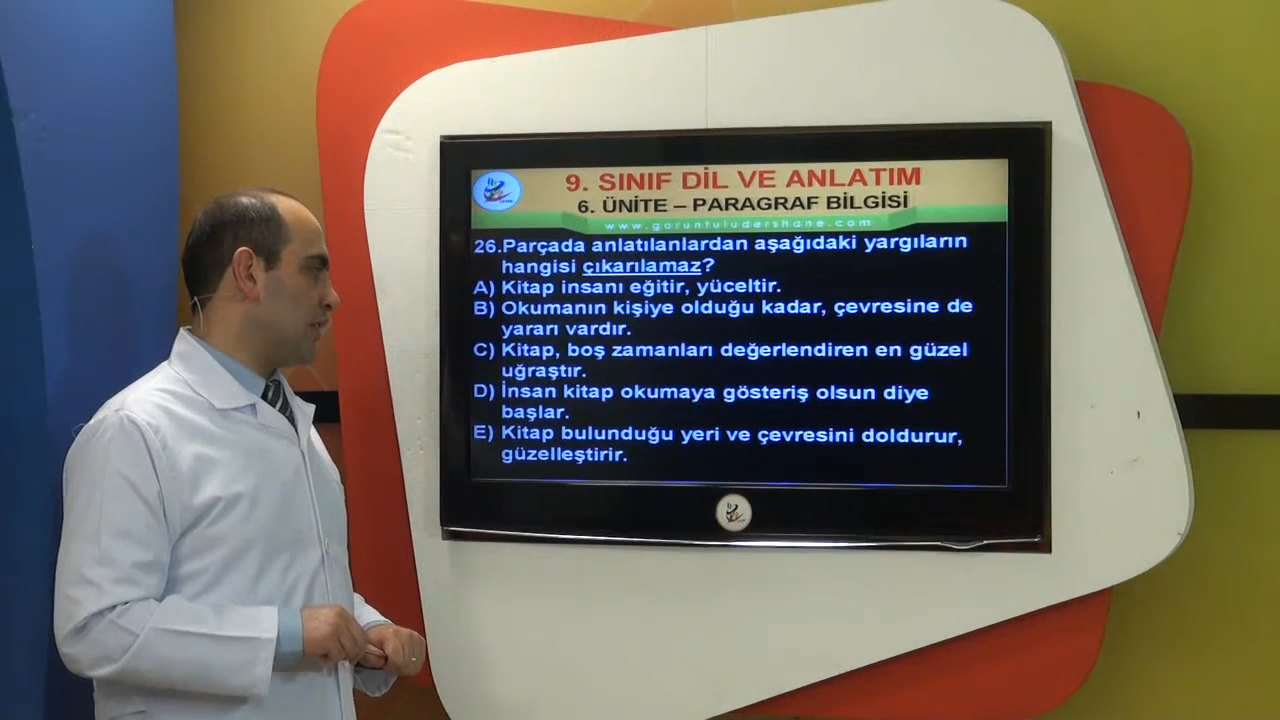 9. SINIF DİL VE ANLATIM
6. ÜNİTE – PARAGRAF BİLGİSİ
www.goruntuludershane.com
26.Parçada anlatılanlardan aşağıdaki yargıların
hangisi çıkarılamaz?
A) Kitap insanı eğitir, yüceltir.
B) Okumanın kişiye olduğu kadar, çevresine de
yararı vardır.
C) Kitap, boş zamanları değerlendiren en güzel
uğraştır.
D) İnsan kitap okumaya gösteriş olsun diye
başlar.
E) Kitap bulunduğu yeri ve çevresini doldurur,
güzelleştirir.